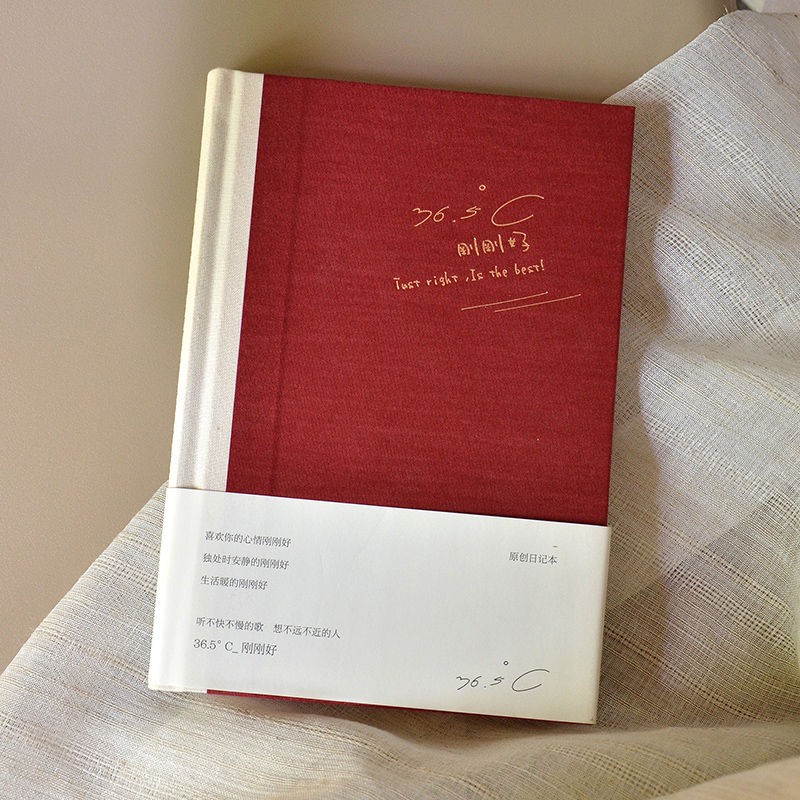 36.5°C
刚刚好
Just right ,Is the best!
喜欢你的心情刚刚好
独处时安静的刚刚好
生活暖的刚刚好
原创日记本
听不快不慢的歌 想不远不近的人
36.5°C_刚刚好
36.5°C